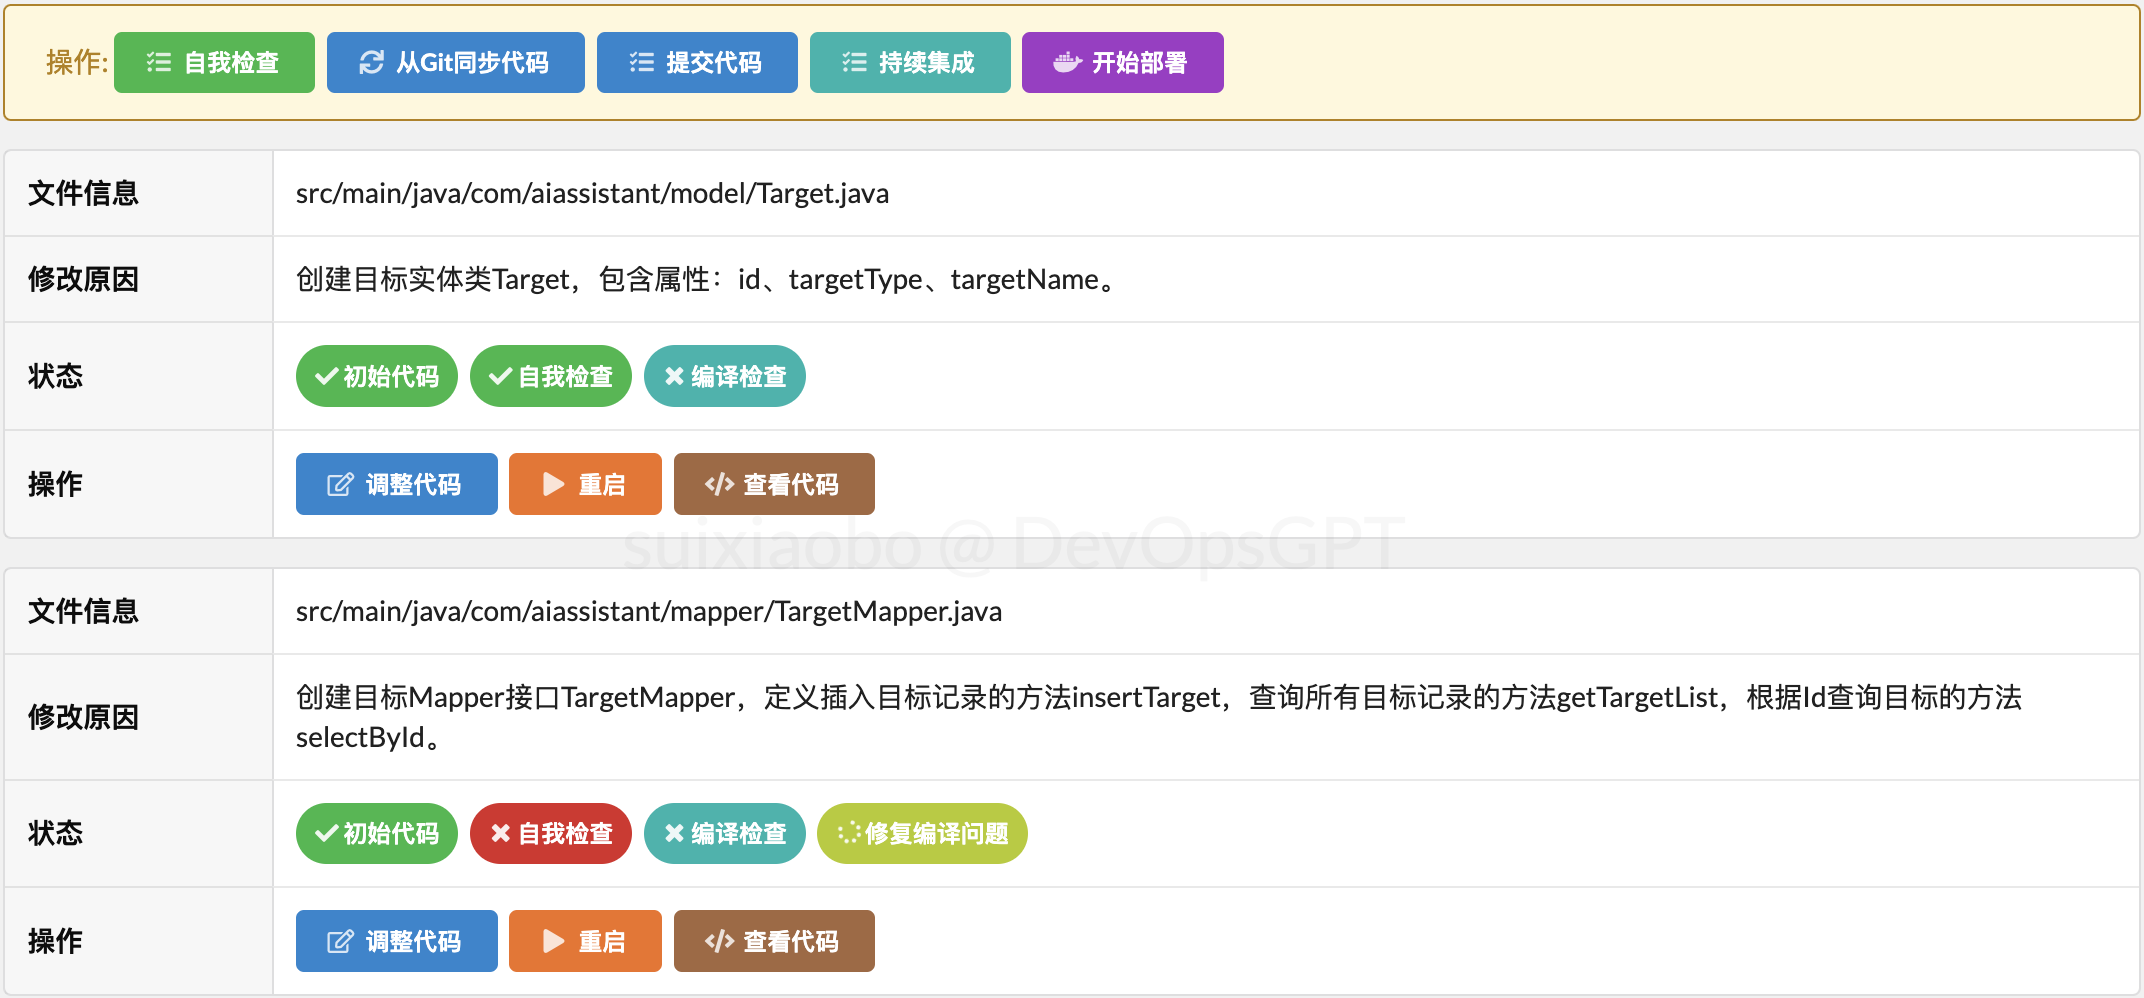 操作: 自我检查 从Git同步代码 提交代码 持续集成 开始部署
文件信息 src/main/java/com/aiassistant/model/Target.java
修改原因 创建目标实体类Target，包含属性：id、targetType、targetName。
状态 初始代码 自我检查 编译检查
操作 调整代码 重启 查看代码
suixiaobo @ DevOpsGPT
文件信息 src/main/java/com/aiassistant/mapper/TargetMapper.java
修改原因 创建目标Mapper接口TargetMapper，定义插入目标记录的方法insertTarget，查询所有目标记录的方法getTargetList，根据Id查询目标的方法
selectById。
状态 初始代码 自我检查 编译检查 修复编译问题
操作 调整代码 重启 查看代码